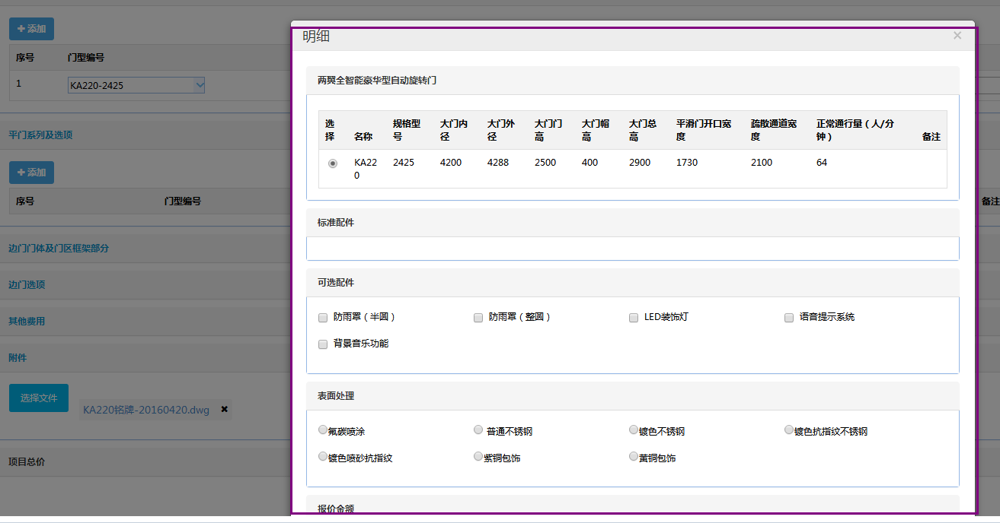 添加
序号 门型编号
1 KA220-2425
平门系列及选项
添加
序号 门型编号 备注
边门门体及门区框架部分
边门选项
其他费用
附件
选择文件 KA220铭牌-20160420.dwg ✖
项目总价
明细 ×
两翼全智能豪华型自动旋转门
选择 名称 规格型号 大门内径 大门外径 大门门高 大门帽高 大门总高 平滑门开口宽度 疏散通道宽度 正常通行量（人/分钟） 备注
KA220 2425 4200 4288 2500 400 2900 1730 2100 64
标准配件
可选配件
防雨罩（半圆） 防雨罩（整圆） LED装饰灯 语音提示系统
背景音乐功能
表面处理
氟碳喷涂 普通不锈钢 镀色不锈钢 镀色抗指纹不锈钢
镀色喷砂抗指纹 紫铜包饰 黄铜包饰
报价金额